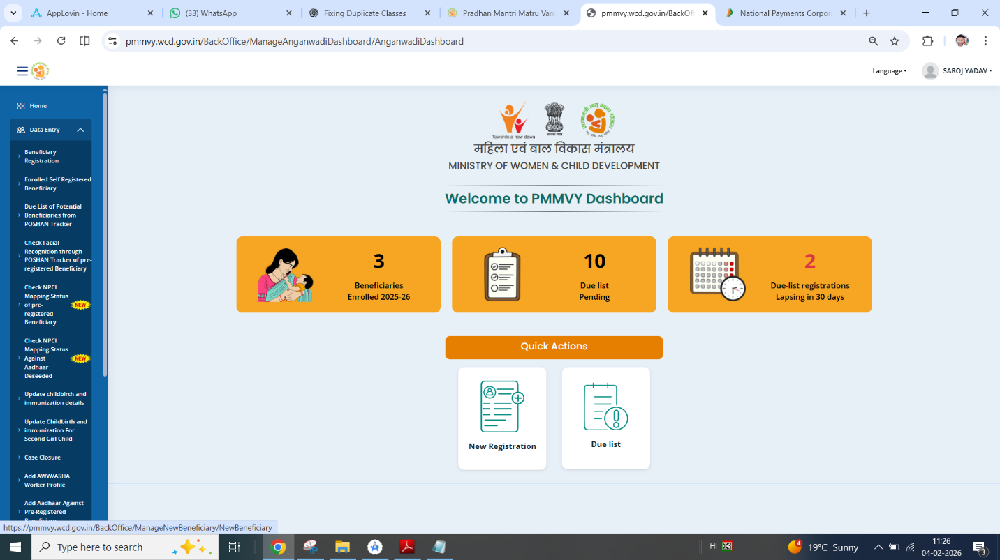 AppLovin - Home
(33) WhatsApp
Fixing Duplicate Classes
Pradhan Mantri Matru Van
pmmvy.wcd.gov.in/BackOf
National Payments Corpor
pmmvy.wcd.gov.in/BackOffice/ManageAnganwadiDashboard/AnganwadiDashboard
Language
SAROJ YADAV
Home
Data Entry
Beneficiary
Registration
Enrolled Self Registered
Beneficiary
Due List of Potential
Beneficiaries from
POSHAN Tracker
Check Facial
Recognition through
POSHAN Tracker of pre-
registered Beneficiary
Check NPCI
Mapping Status
of pre-
registered
Beneficiary
NEW
Check NPCI
Mapping Status
Against
Aadhaar
Deseeded
NEW
Update childbirth and
immunization details
Update Childbirth and
immunization For
Second Girl Child
Case Closure
Add AWW/ASHA
Worker Profile
Add Aadhaar Against
Pre-Registered
Beneficiary
Towards a new dawn
महिला एवं बाल विकास मंत्रालय
MINISTRY OF WOMEN & CHILD DEVELOPMENT
Welcome to PMMVY Dashboard
3
Beneficiaries
Enrolled 2025-26
10
Due list
Pending
2
Due-list registrations
Lapsing in 30 days
Quick Actions
New Registration
Due list
https://pmmvy.wcd.gov.in/BackOffice/ManageNewBeneficiary/NewBeneficiary
Type here to search
HI
4
19°C Sunny
11:26
04-02-2026
3